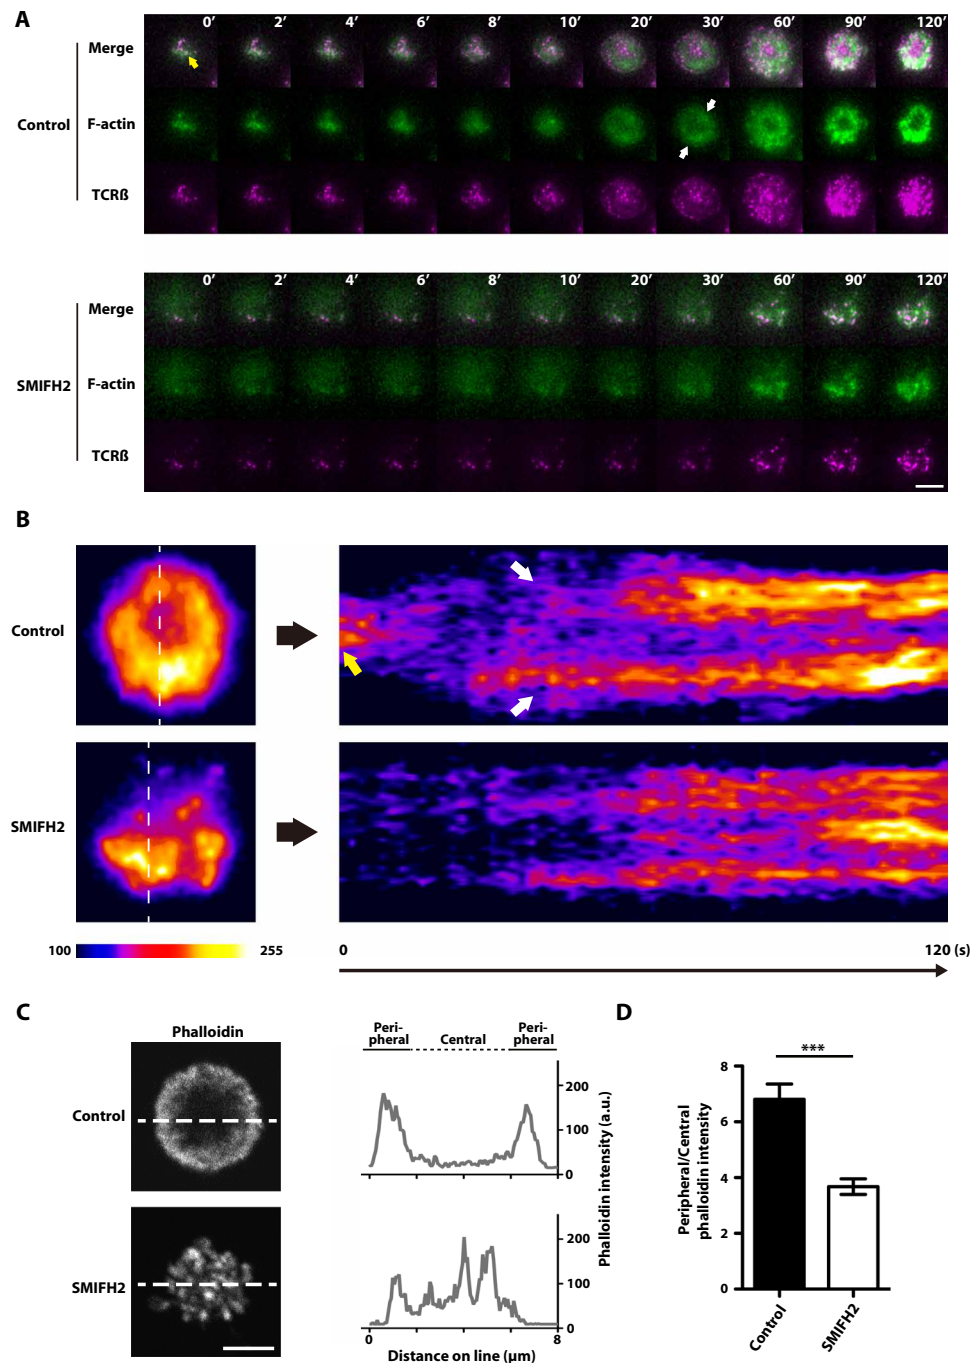 A
0′ 2′ 4′ 6′ 8′ 10′ 20′ 30′ 60′ 90′ 120′
Merge
Control
F-actin
TCRß
0′ 2′ 4′ 6′ 8′ 10′ 20′ 30′ 60′ 90′ 120′
Merge
SMIFH2
F-actin
TCRß
B
Control
SMIFH2
100
255
0
120 (s)
C
Phalloidin
Control
SMIFH2
Peri-
pheral
Central
Peri-
pheral
200
100
0
200
100
0
Phalloidin intensity (a.u.)
0
4
8
Distance on line (μm)
D
***
8
6
4
2
0
Peripheral/Central
phalloidin intensity
Control
SMIFH2